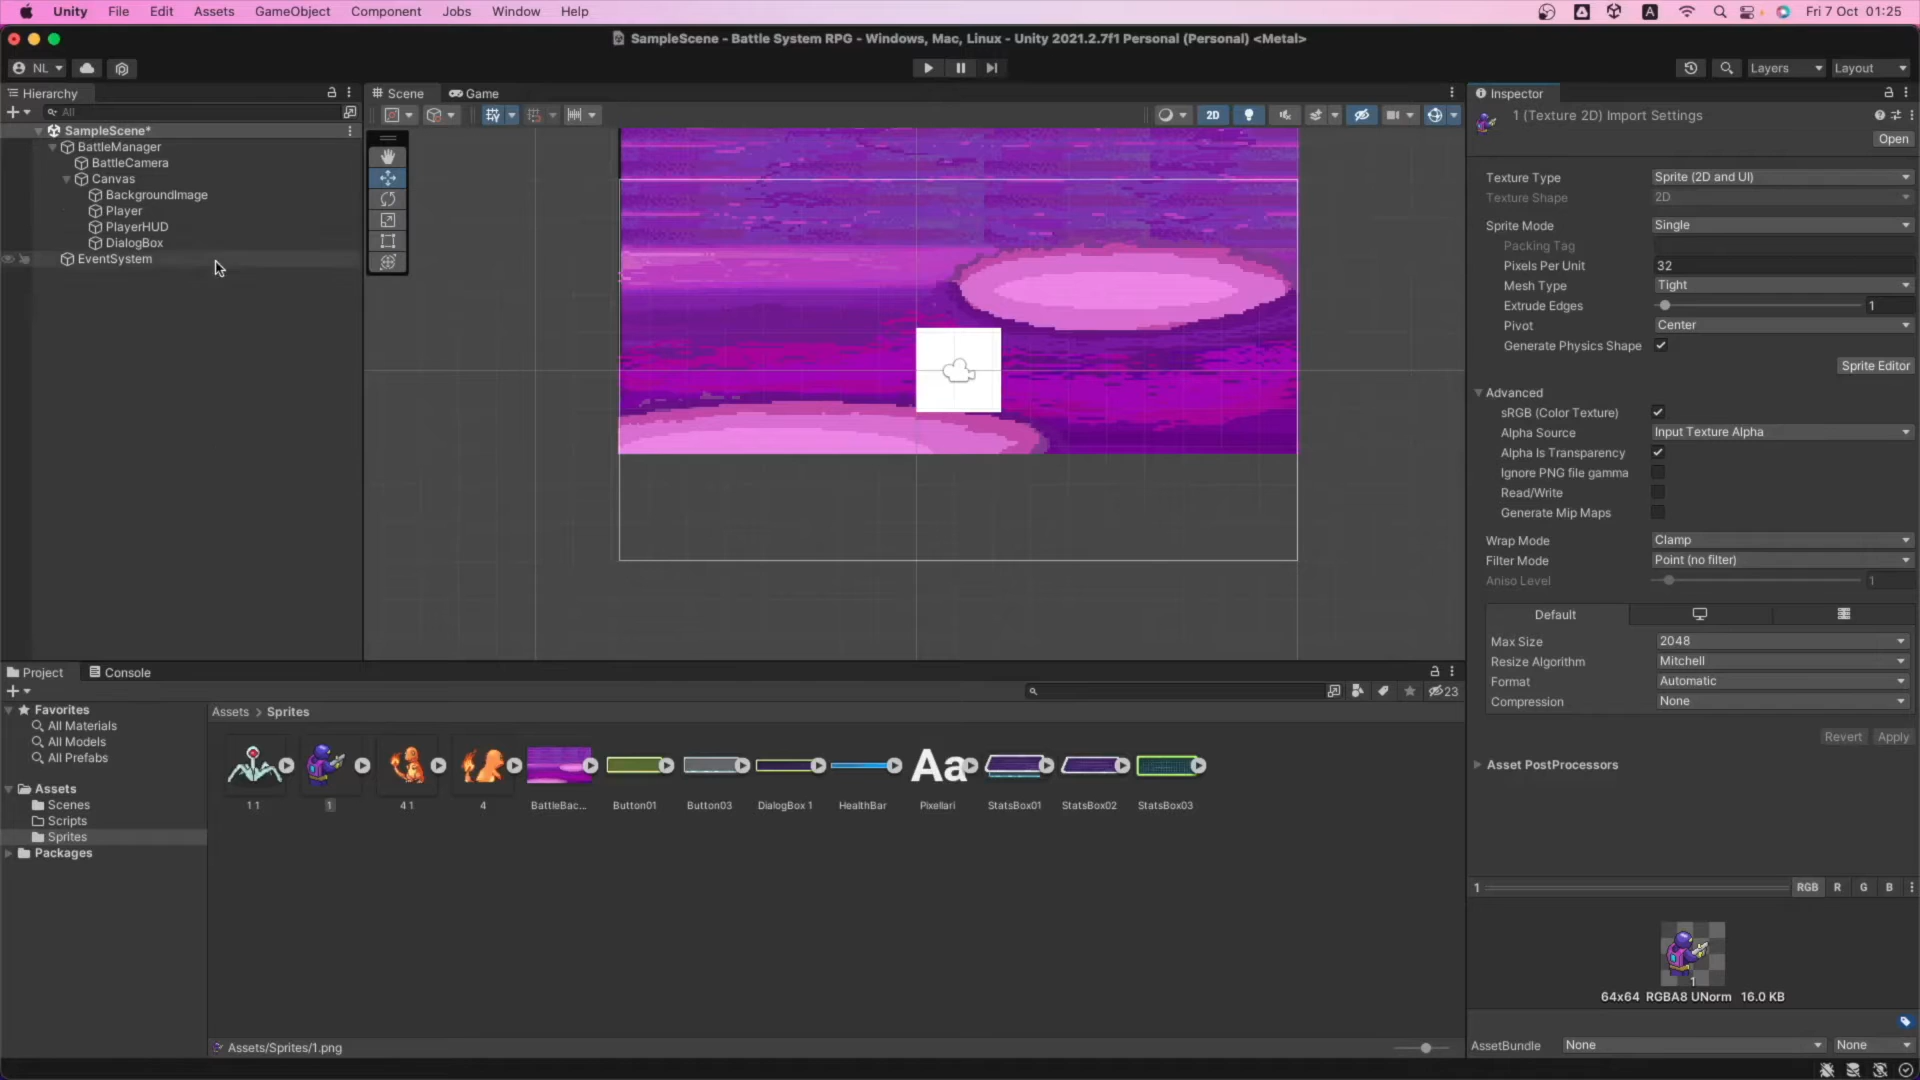 Unity File Edit Assets GameObject Component Jobs Window Help A Fri 7 Oct 01:25
SampleScene - Battle System RPG - Windows, Mac, Linux - Unity 2021.2.7f1 Personal (Personal) <Metal>
NL Layers Layout
Hierarchy
All
SampleScene*
BattleManager
BattleCamera
Canvas
BackgroundImage
Player
PlayerHUD
DialogBox
EventSystem
Scene Game
2D
Inspector
1 (Texture 2D) Import Settings
Open
Texture Type Sprite (2D and UI)
Texture Shape 2D
Sprite Mode Single
Packing Tag
Pixels Per Unit 32
Mesh Type Tight
Extrude Edges 1
Pivot Center
Generate Physics Shape
Sprite Editor
Advanced
sRGB (Color Texture)
Alpha Source Input Texture Alpha
Alpha Is Transparency
Ignore PNG file gamma
Read/Write
Generate Mip Maps
Wrap Mode Clamp
Filter Mode Point (no filter)
Aniso Level 1
Default
Max Size 2048
Resize Algorithm Mitchell
Format Automatic
Compression None
Revert Apply
Asset PostProcessors
1 RGB R G B
1
64x64 RGBA8 UNorm 16.0 KB
AssetBundle None None
Project Console
23
Favorites
All Materials
All Models
All Prefabs
Assets
Scenes
Scripts
Sprites
Packages
Assets > Sprites
Aa
1 1 1 4 1 4 BattleBac... Button01 Button03 DialogBox 1 HealthBar Pixellari StatsBox01 StatsBox02 StatsBox03
Assets/Sprites/1.png